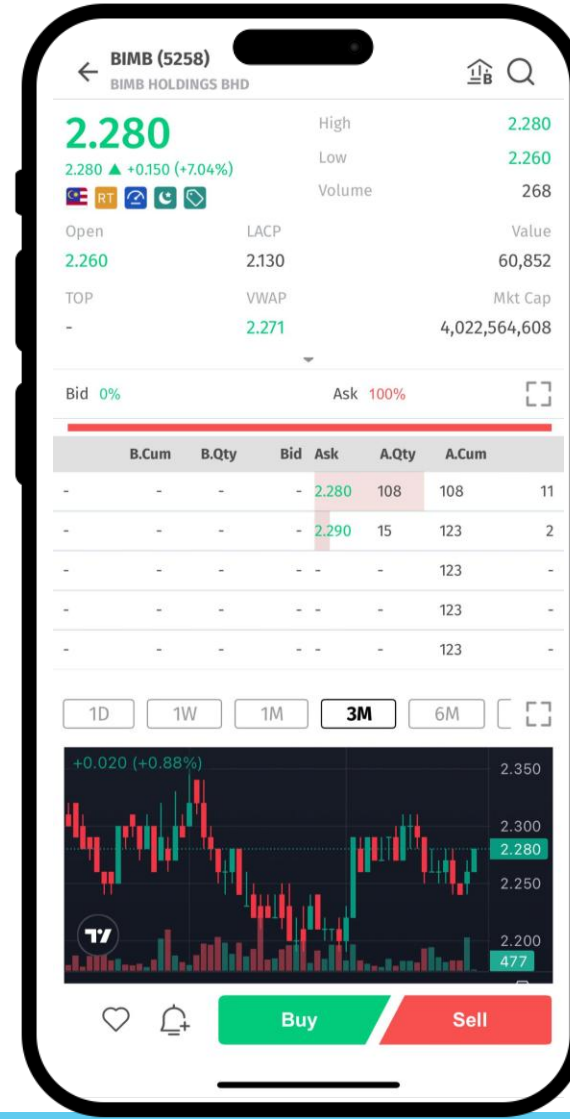 BIMB (5258)
BIMB HOLDINGS BHD
B
2.280
2.280 ▲ +0.150 (+7.04%)
RT
High 2.280
Low 2.260
Volume 268
Open LACP Value
2.260 2.130 60,852
TOP VWAP Mkt Cap
- 2.271 4,022,564,608
Bid 0% Ask 100%
B.Cum B.Qty Bid Ask A.Qty A.Cum
- - - - 2.280 108 108 11
- - - - 2.290 15 123 2
- - - - - - 123 -
- - - - - - 123 -
- - - - - - 123 -
1D 1W 1M 3M 6M
+0.020 (+0.88%)
2.350
2.300
2.280
2.250
2.200
477
Buy Sell